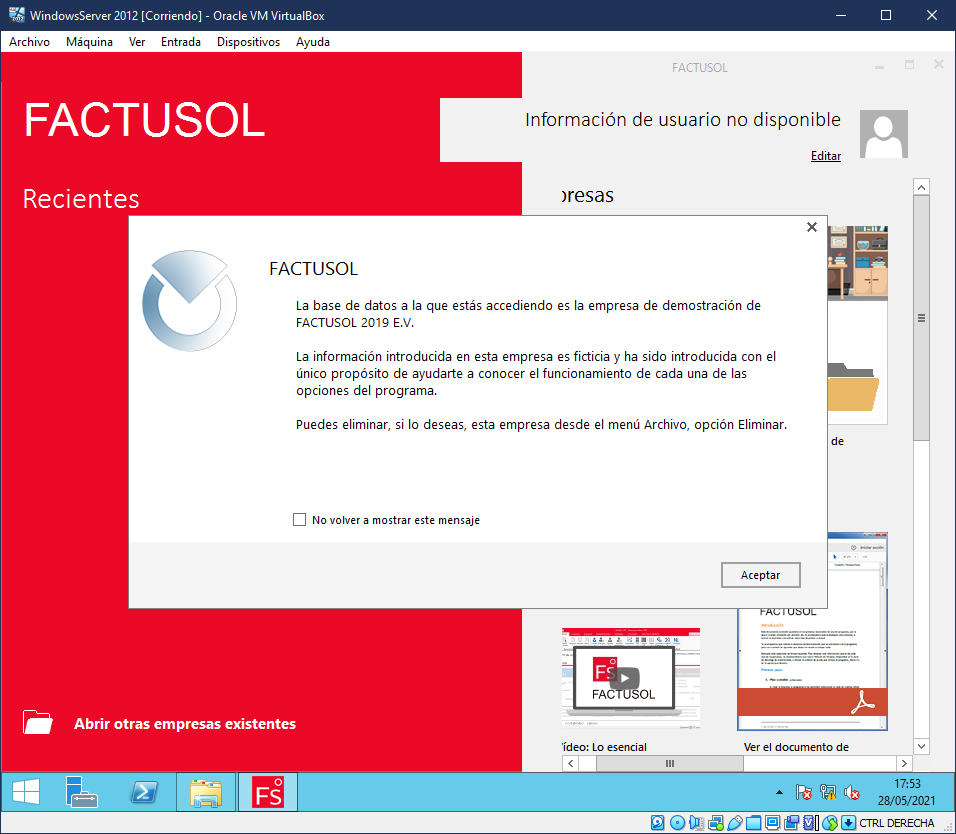 WindowsServer 2012 [Corriendo] - Oracle VM VirtualBox
Archivo Máquina Ver Entrada Dispositivos Ayuda
FACTUSOL
FACTUSOL
Información de usuario no disponible
Editar
Recientes
presas
FACTUSOL
La base de datos a la que estás accediendo es la empresa de demostración de
FACTUSOL 2019 E.V.
La información introducida en esta empresa es ficticia y ha sido introducida con el
único propósito de ayudarte a conocer el funcionamiento de cada una de las
opciones del programa.
Puedes eliminar, si lo deseas, esta empresa desde el menú Archivo, opción Eliminar.
No volver a mostrar este mensaje
Aceptar
de
Iniciar sesión
FACTUSOL
Introducción
Fs
FACTUSOL
Abrir otras empresas existentes
ídeo: Lo esencial
Ver el documento de
Fs
17:53
28/05/2021
CTRL DERECHA